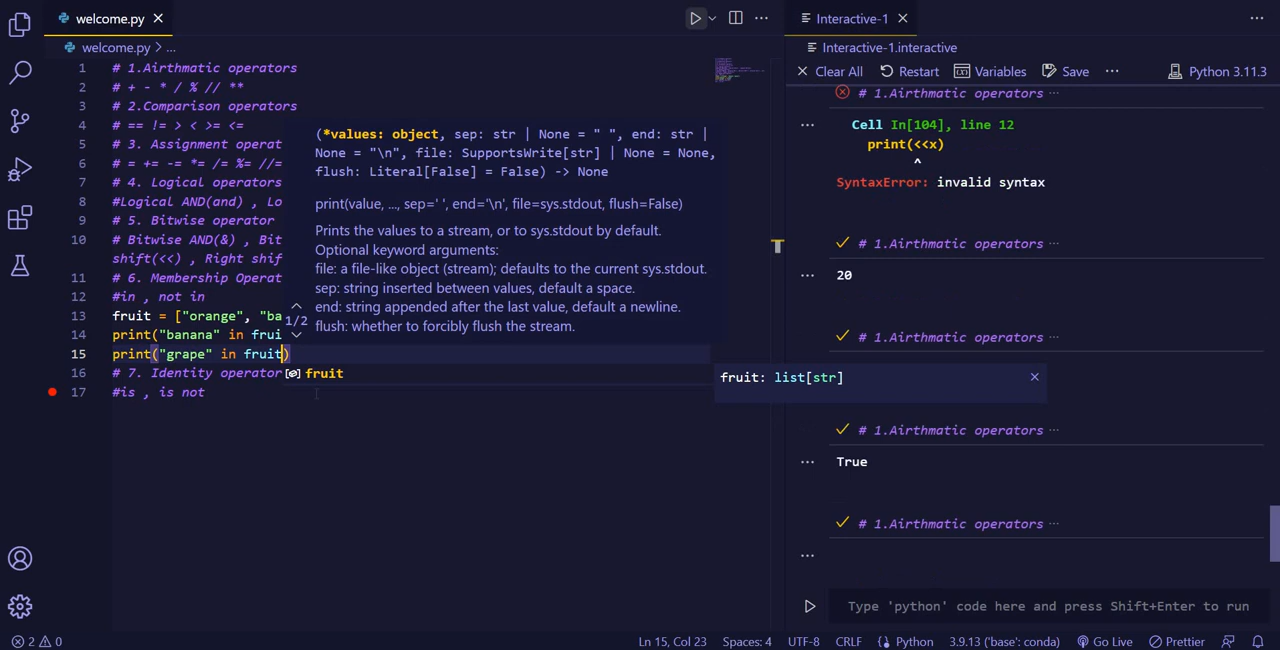 welcome.py
welcome.py > ...
1 # 1.Airthmatic operators
2 # + - * / % // **
3 # 2.Comparison operators
4 # == != > < >= <=
5 # 3. Assignment operat
6 # = += -= *= /= %= //=
7 # 4. Logical operators
8 #Logical AND(and) , Lo
9 # 5. Bitwise operator
10 # Bitwise AND(&) , Bit
shift(<<) , Right shif
11 # 6. Membership Operat
12 #in , not in
13 fruit = ["orange", "ba
14 print("banana" in frui
15 print("grape" in fruit)
16 # 7. Identity operator
17 #is , is not
1/2
(*values: object, sep: str | None = " ", end: str |
None = "\n", file: SupportsWrite[str] | None = None,
flush: Literal[False] = False) -> None
print(value, ..., sep=' ', end='\n', file=sys.stdout, flush=False)
Prints the values to a stream, or to sys.stdout by default.
Optional keyword arguments:
file: a file-like object (stream); defaults to the current sys.stdout.
sep: string inserted between values, default a space.
end: string appended after the last value, default a newline.
flush: whether to forcibly flush the stream.
fruit
fruit: list[str]
Interactive-1
Interactive-1.interactive
Clear All Restart Variables Save ... Python 3.11.3
# 1.Airthmatic operators ...
Cell In[104], line 12
print(<<x)
^
SyntaxError: invalid syntax
# 1.Airthmatic operators ...
20
# 1.Airthmatic operators ...
# 1.Airthmatic operators ...
True
# 1.Airthmatic operators ...
Type 'python' code here and press Shift+Enter to run
2 0 Ln 15, Col 23 Spaces: 4 UTF-8 CRLF Python 3.9.13 ('base': conda) Go Live Prettier